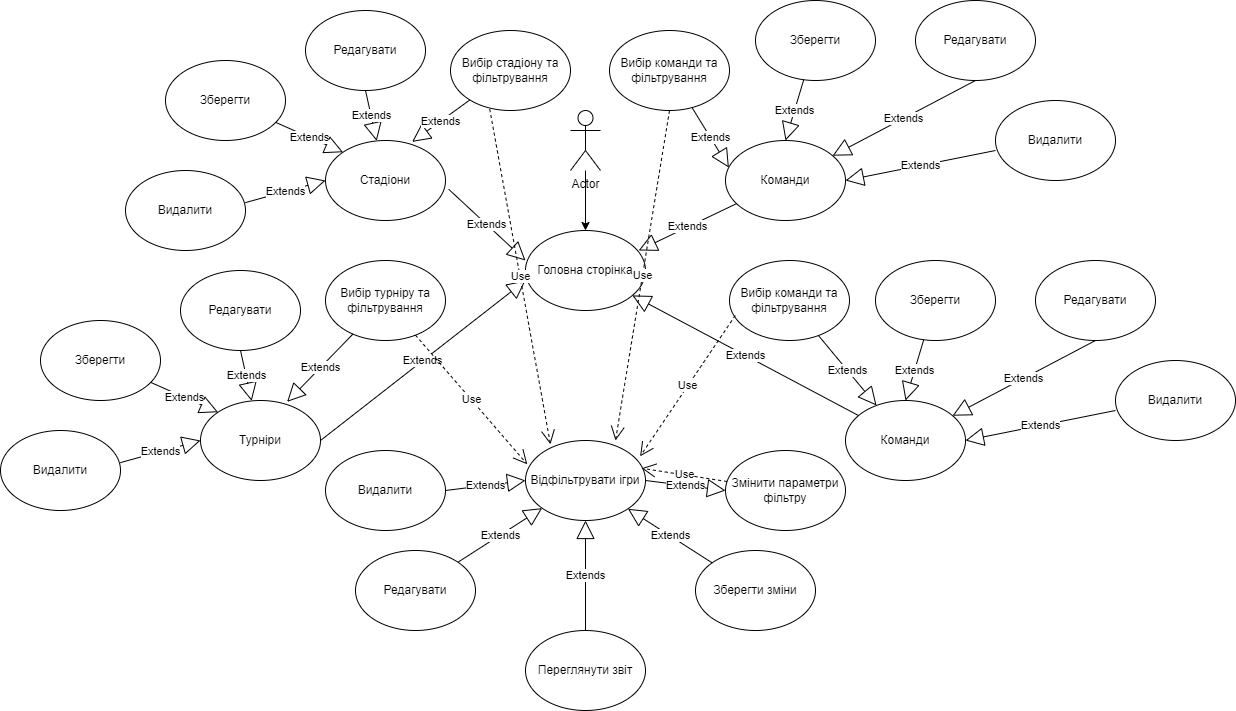 Зберегти
Редагувати
Редагувати
Вибір стадіону та
фільтрування
Вибір команди та
фільтрування
Зберегти
Extends
Extends
Extends
Extends
Extends
Extends
Extends
Видалити
Extends
Стадіони
Actor
Команди
Extends
Видалити
Extends
Extends
Головна сторінка
Use
Use
Редагувати
Вибір турніру та
фільтрування
Вибір команди та
фільтрування
Зберегти
Редагувати
Зберегти
Extends
Extends
Extends
Extends
Extends
Extends
Extends
Use
Extends
Use
Видалити
Extends
Турніри
Команди
Extends
Видалити
Extends
Видалити
Extends
Відфільтрувати ігри
Use
Extends
Змінити параметри
фільтру
Extends
Extends
Редагувати
Extends
Зберегти зміни
Переглянути звіт